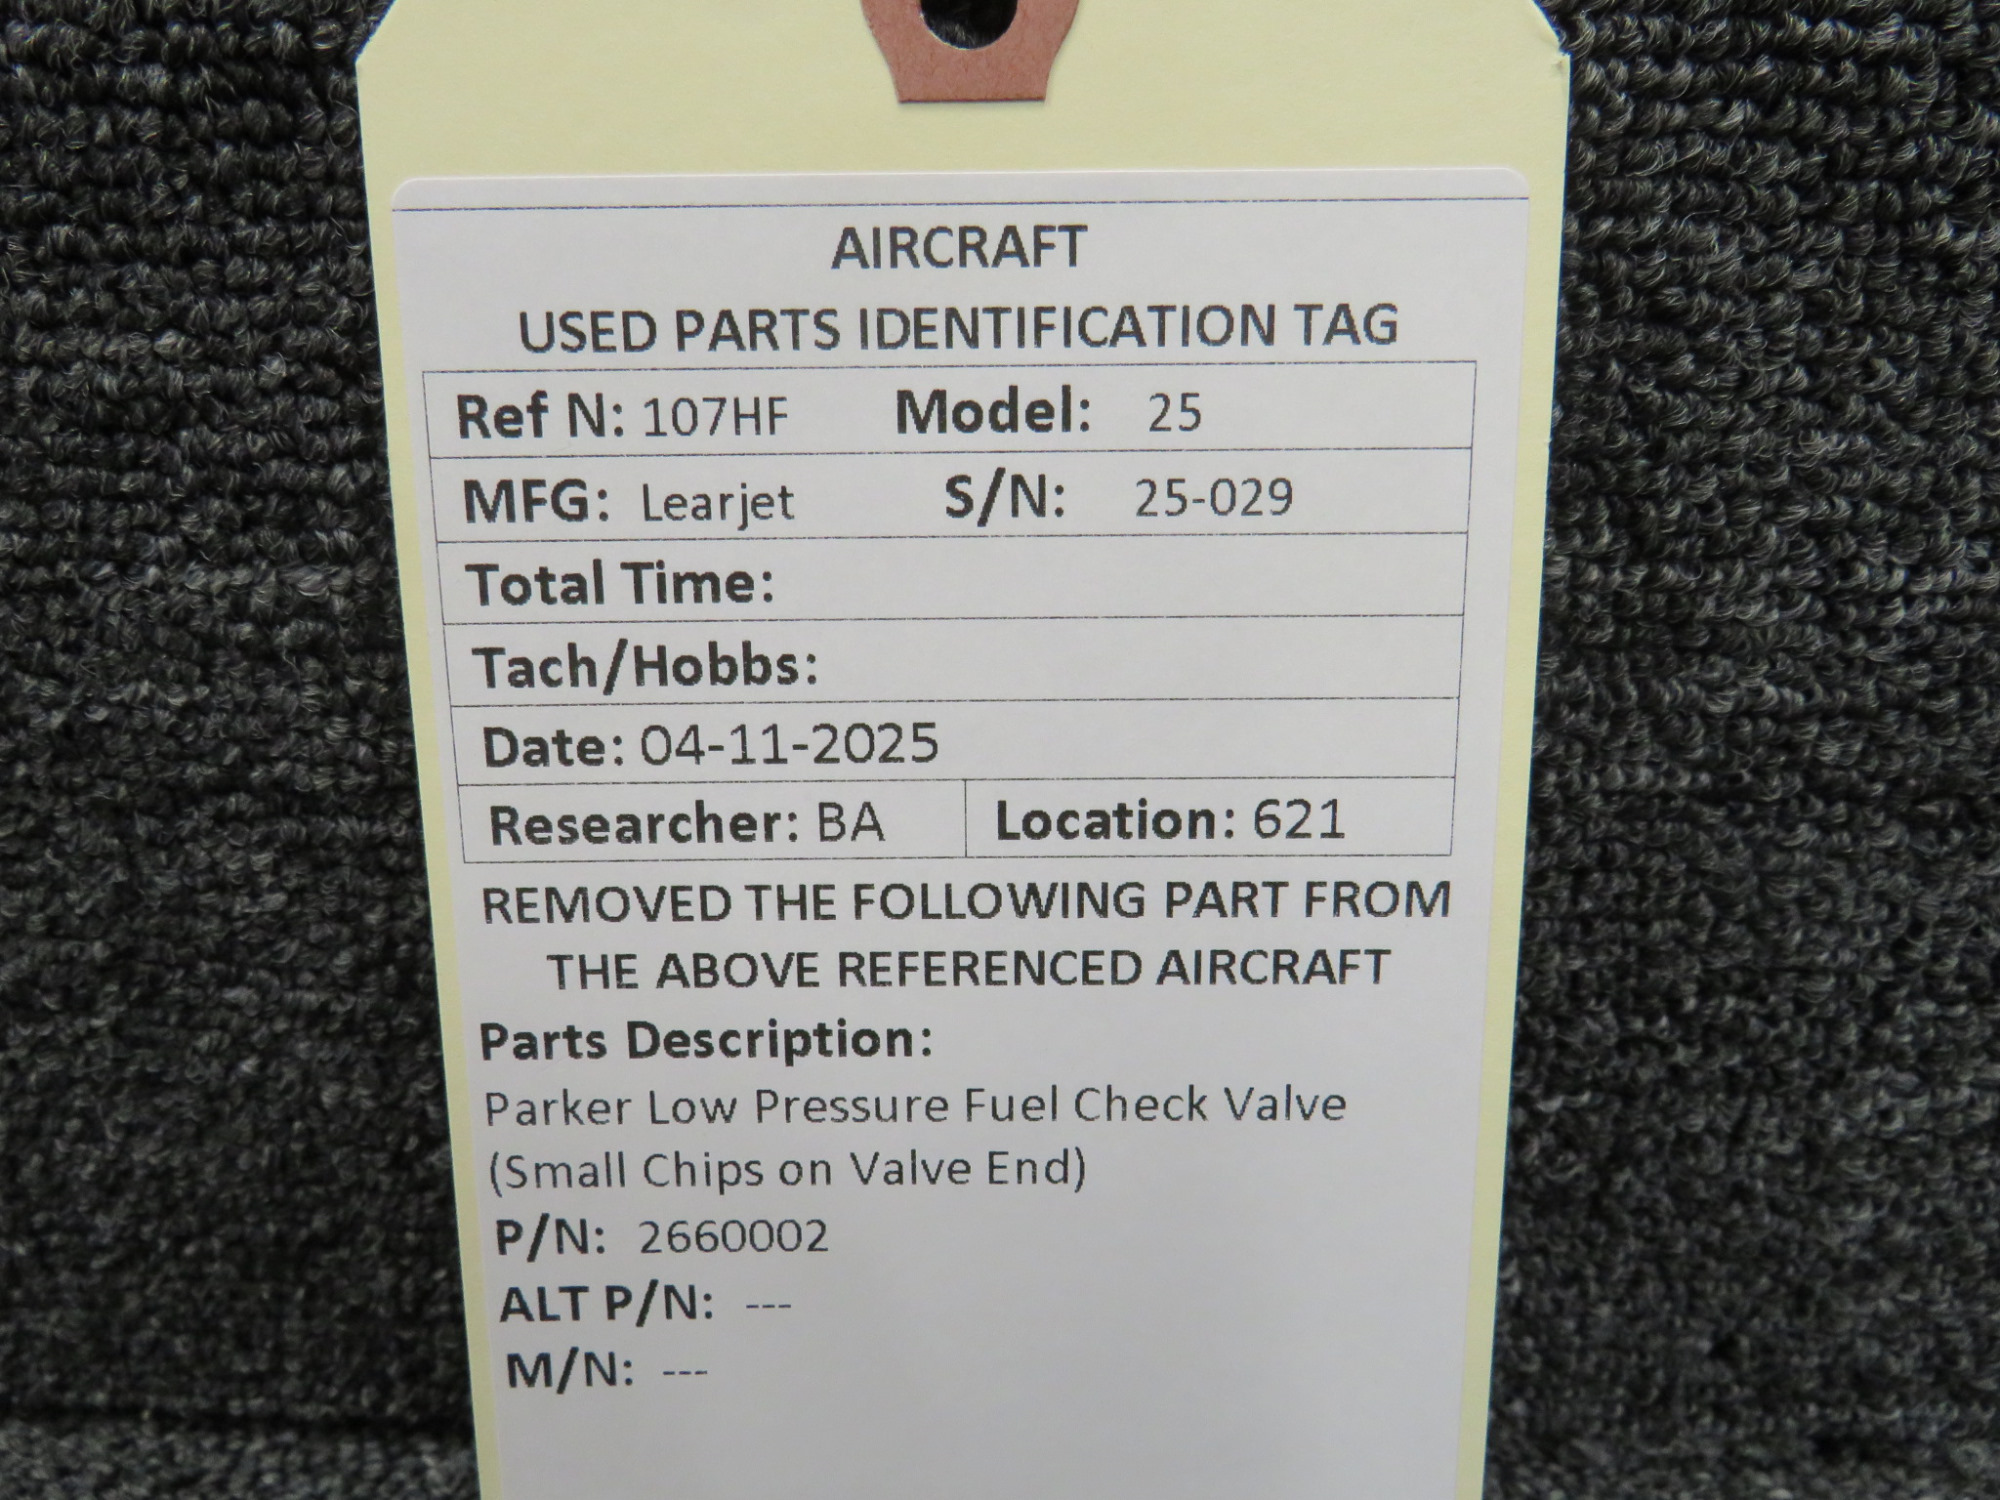 AIRCRAFT
USED PARTS IDENTIFICATION TAG
Ref N: 107HF Model: 25
MFG: Learjet S/N: 25-029
Total Time:
Tach/Hobbs:
Date: 04-11-2025
Researcher: BA Location: 621
REMOVED THE FOLLOWING PART FROM
THE ABOVE REFERENCED AIRCRAFT
Parts Description:
Parker Low Pressure Fuel Check Valve
(Small Chips on Valve End)
P/N: 2660002
ALT P/N: ---
M/N: ---